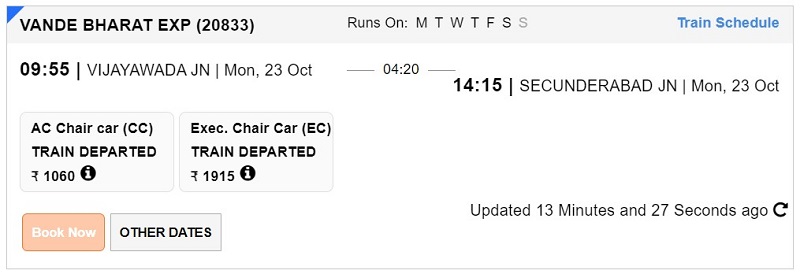 VANDE BHARAT EXP (20833) Runs On: M T W T F S S Train Schedule
09:55 | VIJAYAWADA JN | Mon, 23 Oct 04:20
14:15 | SECUNDERABAD JN | Mon, 23 Oct
AC Chair car (CC) Exec. Chair Car (EC)
TRAIN DEPARTED TRAIN DEPARTED
₹ 1060 ₹ 1915
Updated 13 Minutes and 27 Seconds ago
Book Now OTHER DATES